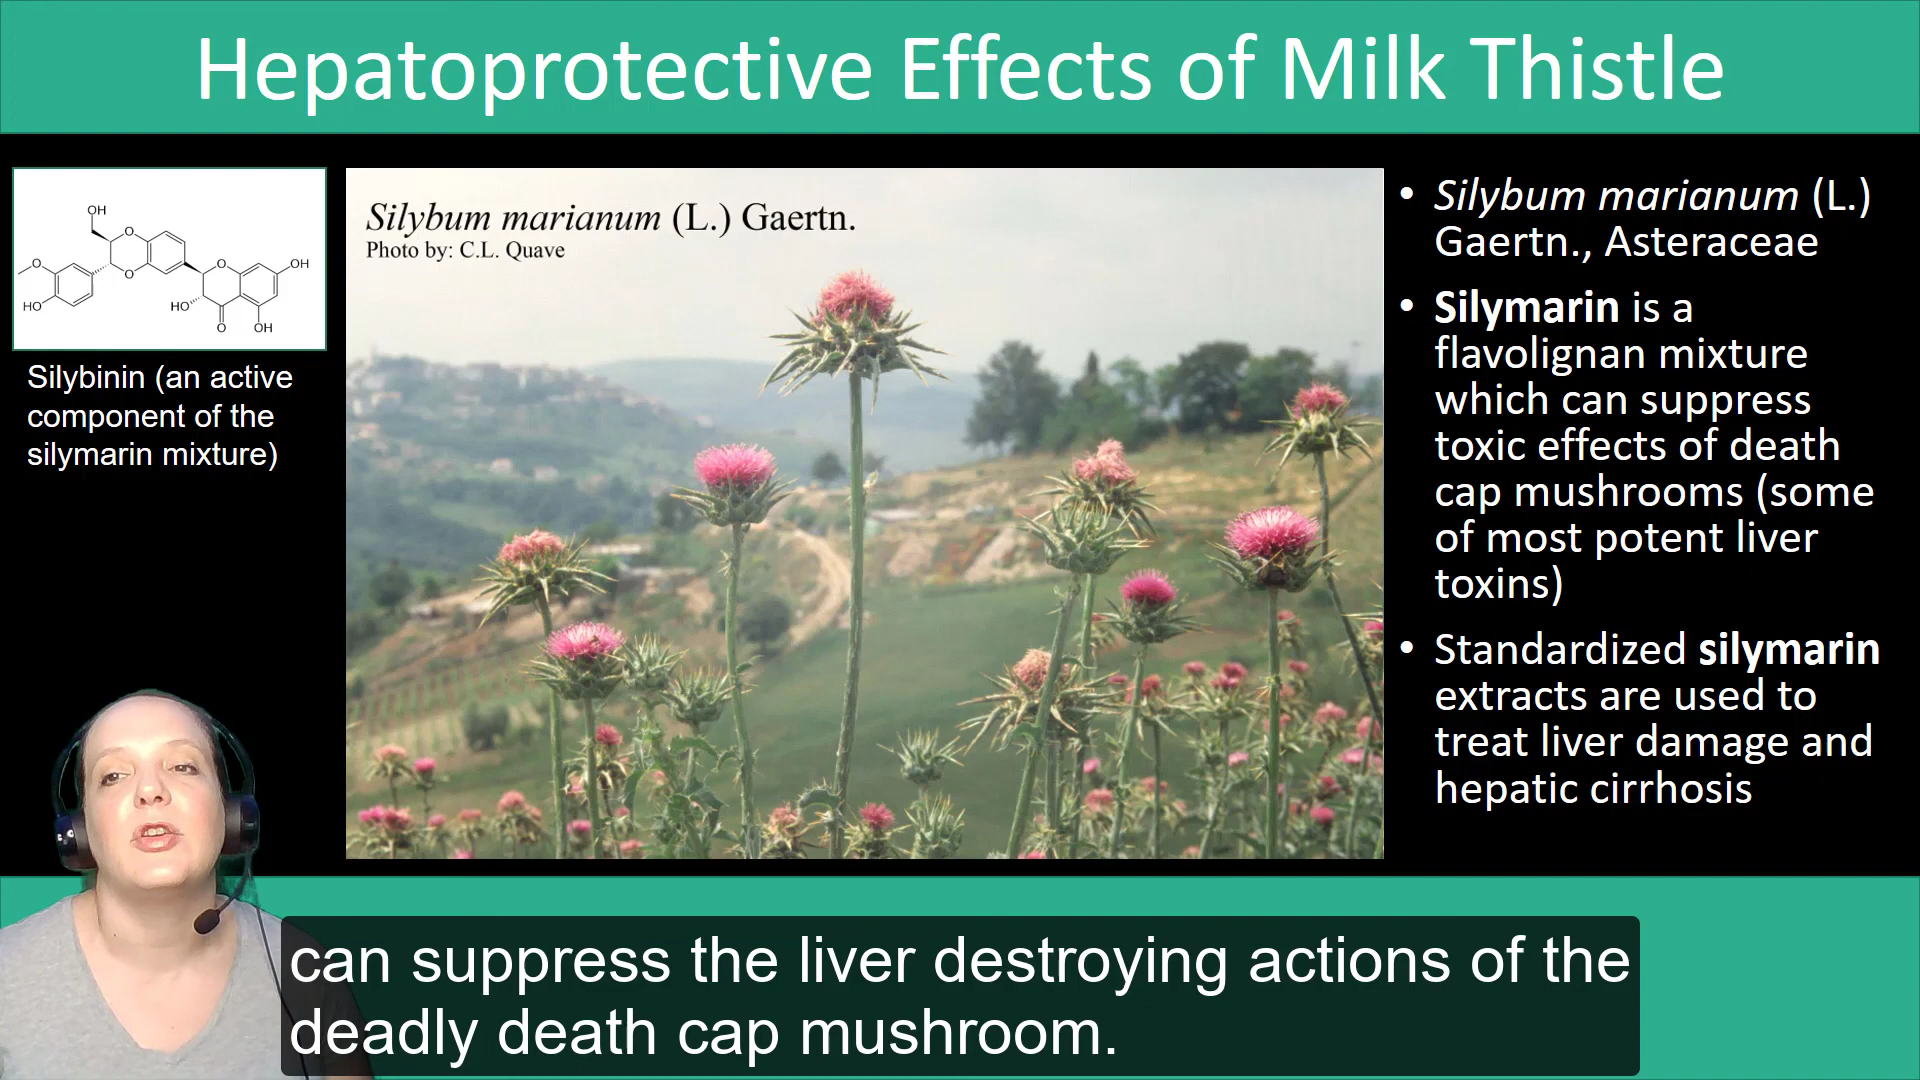 Hepatoprotective Effects of Milk Thistle
OH
O
O
O
HO
O
OH
HO
O
OH
Silybinin (an active
component of the
silymarin mixture)
Silybum marianum (L.) Gaertn.
Photo by: C.L. Quave
• Silybum marianum (L.)
Gaertn., Asteraceae
• Silymarin is a
flavolignan mixture
which can suppress
toxic effects of death
cap mushrooms (some
of most potent liver
toxins)
• Standardized silymarin
extracts are used to
treat liver damage and
hepatic cirrhosis
can suppress the liver destroying actions of the
deadly death cap mushroom.